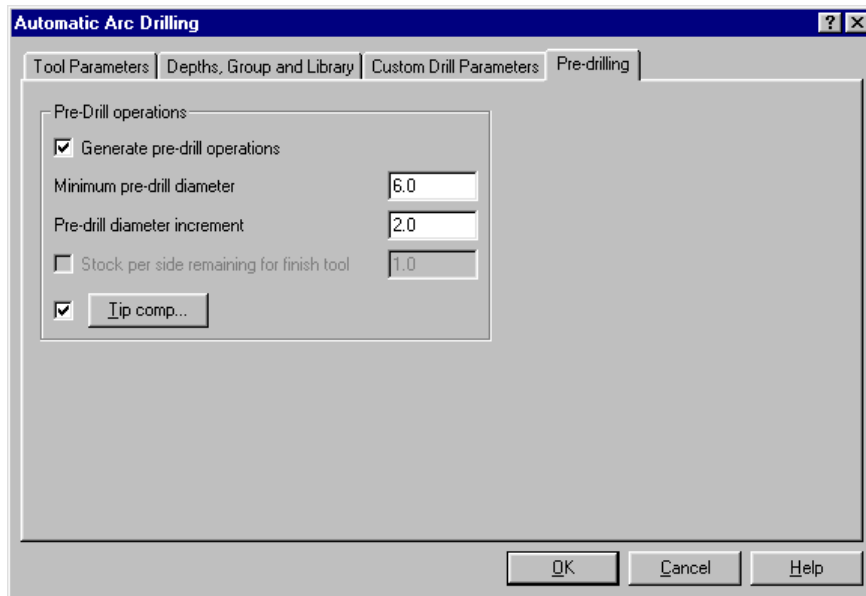 Automatic Arc Drilling
Tool Parameters Depths, Group and Library Custom Drill Parameters Pre-drilling
Pre-Drill operations
Generate pre-drill operations
Minimum pre-drill diameter 6.0
Pre-drill diameter increment 2.0
Stock per side remaining for finish tool 1.0
Tip comp...
OK Cancel Help